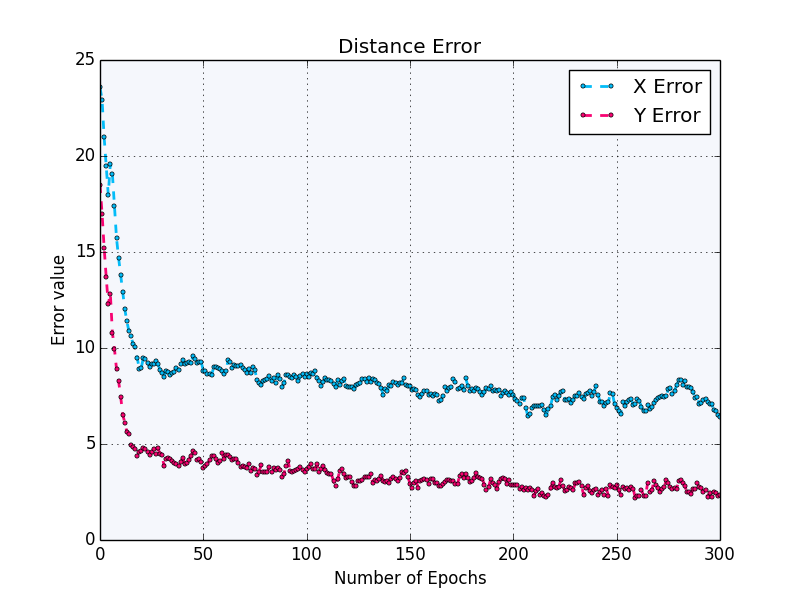 Distance Error
X Error
Y Error
Error value
25
20
15
10
5
0
0 50 100 150 200 250 300
Number of Epochs